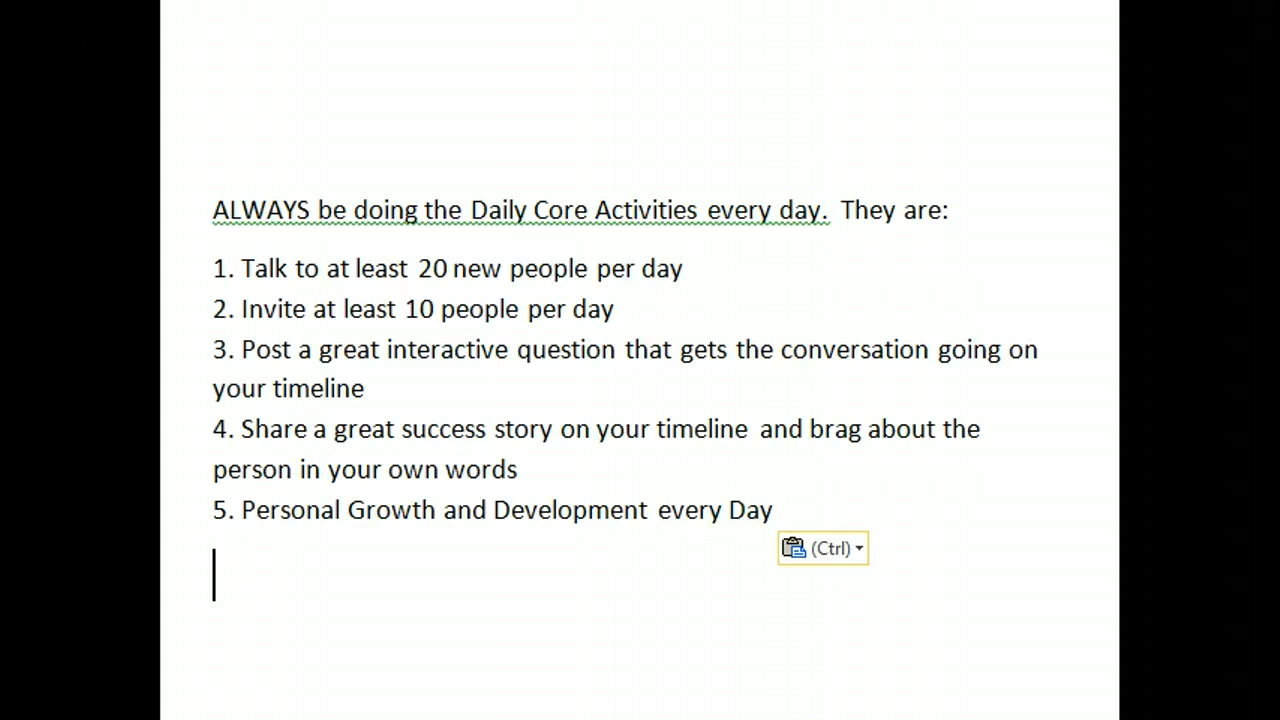 ALWAYS be doing the Daily Core Activities every day. They are:
1. Talk to at least 20 new people per day
2. Invite at least 10 people per day
3. Post a great interactive question that gets the conversation going on
your timeline
4. Share a great success story on your timeline and brag about the
person in your own words
5. Personal Growth and Development every Day
(Ctrl)